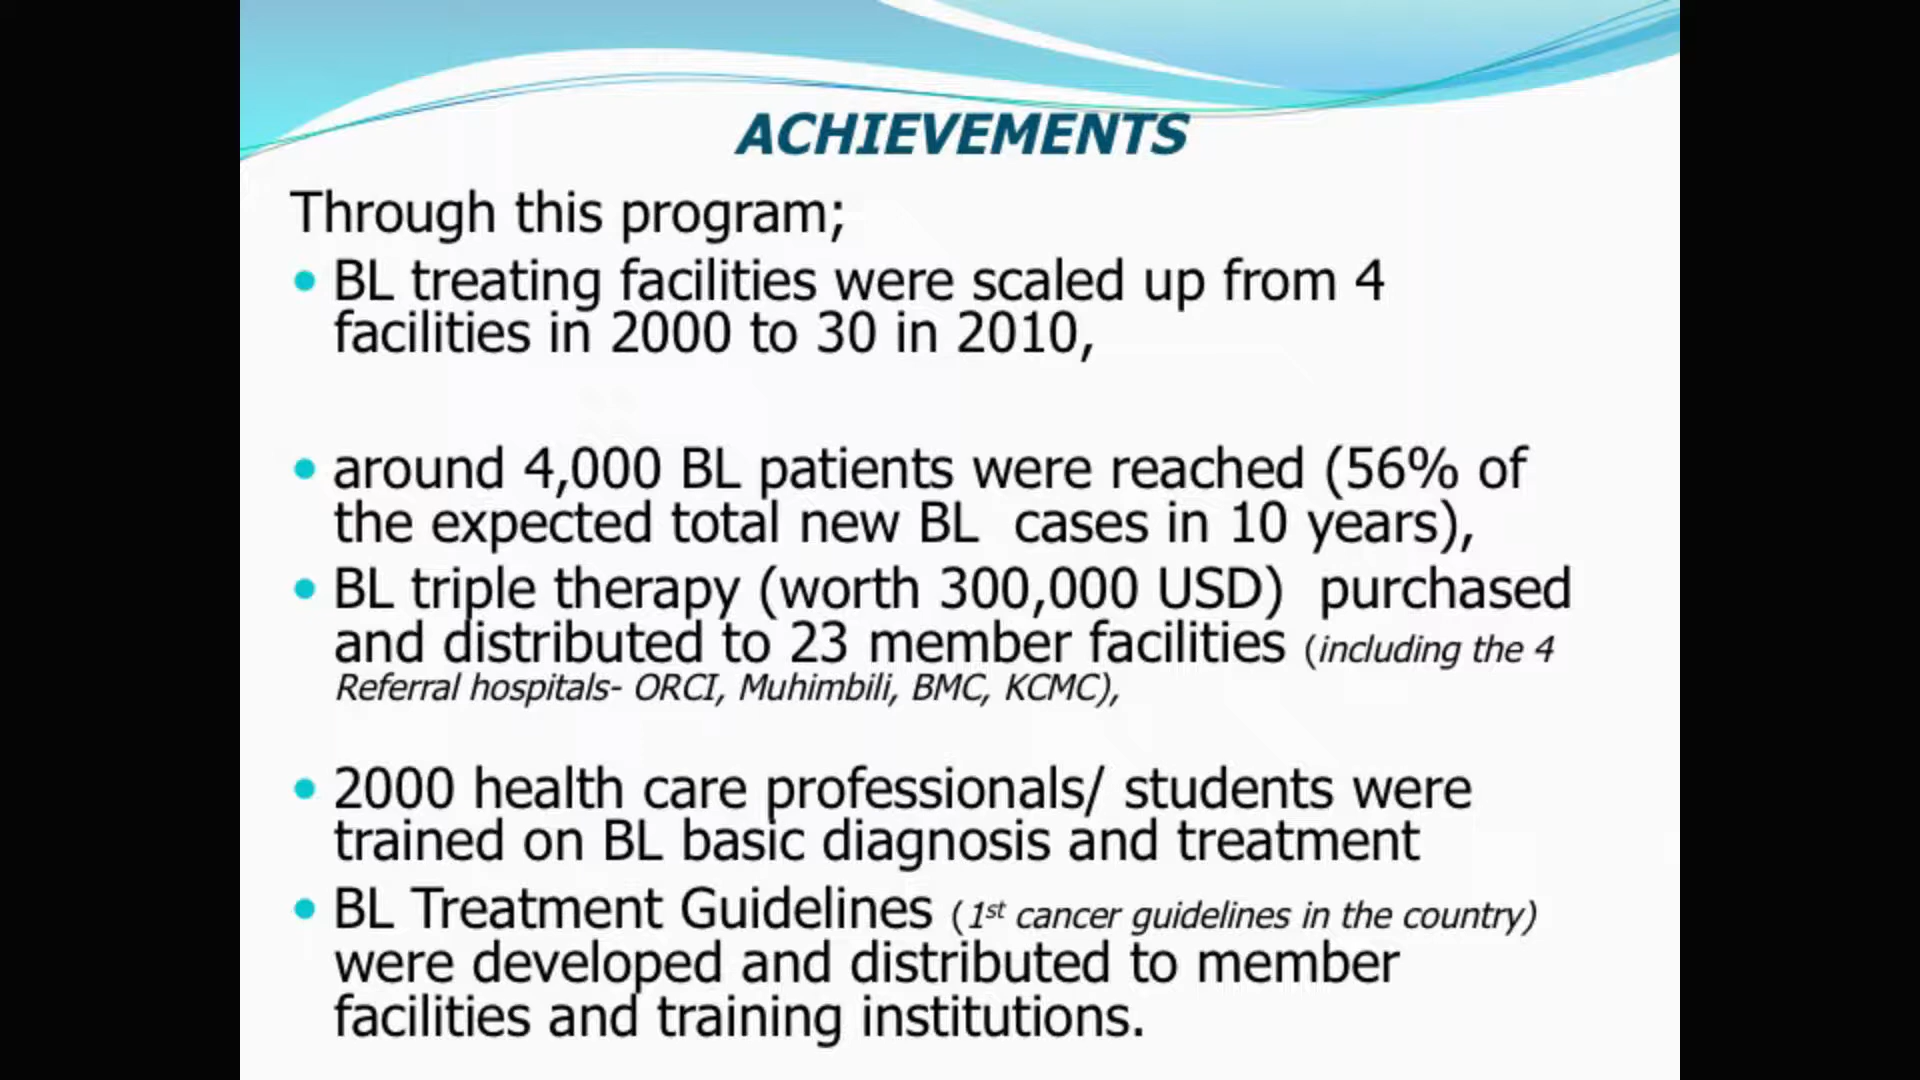 ACHIEVEMENTS
Through this program;
• BL treating facilities were scaled up from 4
facilities in 2000 to 30 in 2010,
• around 4,000 BL patients were reached (56% of
the expected total new BL  cases in 10 years),
• BL triple therapy (worth 300,000 USD)  purchased
and distributed to 23 member facilities (including the 4
Referral hospitals- ORCI, Muhimbili, BMC, KCMC),
• 2000 health care professionals/ students were
trained on BL basic diagnosis and treatment
• BL Treatment Guidelines (1st cancer guidelines in the country)
were developed and distributed to member
facilities and training institutions.